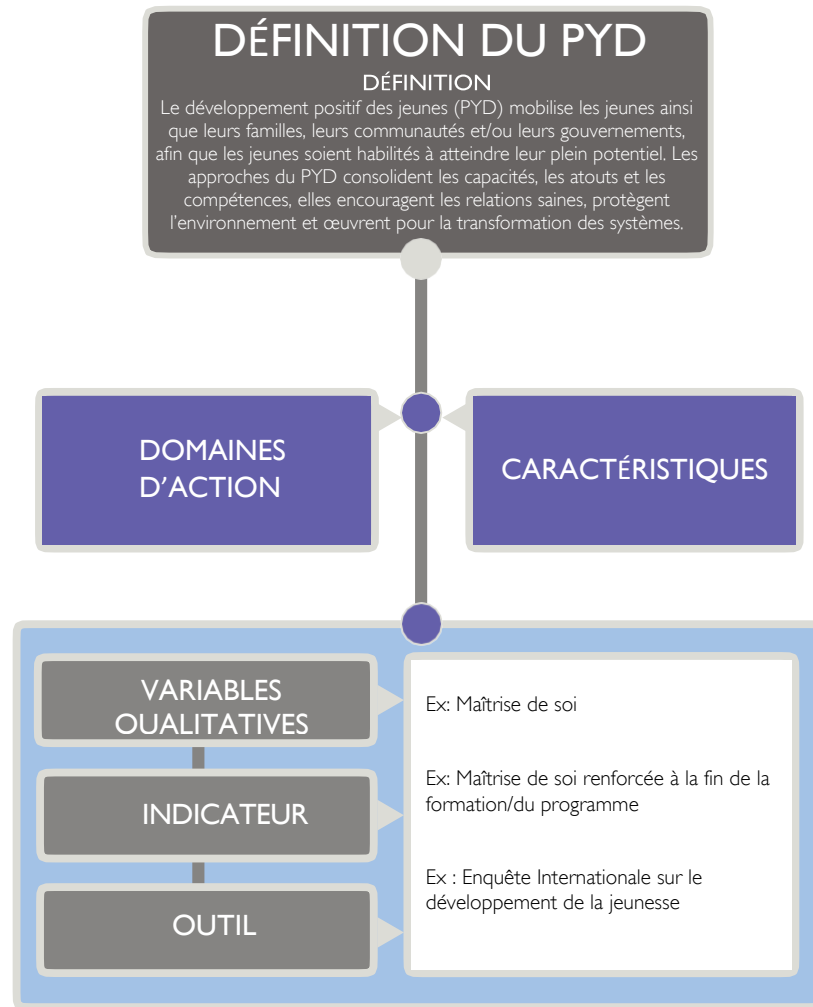 DÉFINITION DU PYD
DÉFINITION
Le développement positif des jeunes (PYD) mobilise les jeunes ainsi
que leurs familles, leurs communautés et/ou leurs gouvernements,
afin que les jeunes soient habilités à atteindre leur plein potentiel. Les
approches du PYD consolident les capacités, les atouts et les
compétences, elles encouragent les relations saines, protègent
l'environnement et œuvrent pour la transformation des systèmes.
DOMAINES
D'ACTION
CARACTÉRISTIQUES
VARIABLES
OUALITATIVES
Ex: Maîtrise de soi
INDICATEUR
Ex: Maîtrise de soi renforcée à la fin de la
formation/du programme
OUTIL
Ex : Enquête Internationale sur le
développement de la jeunesse